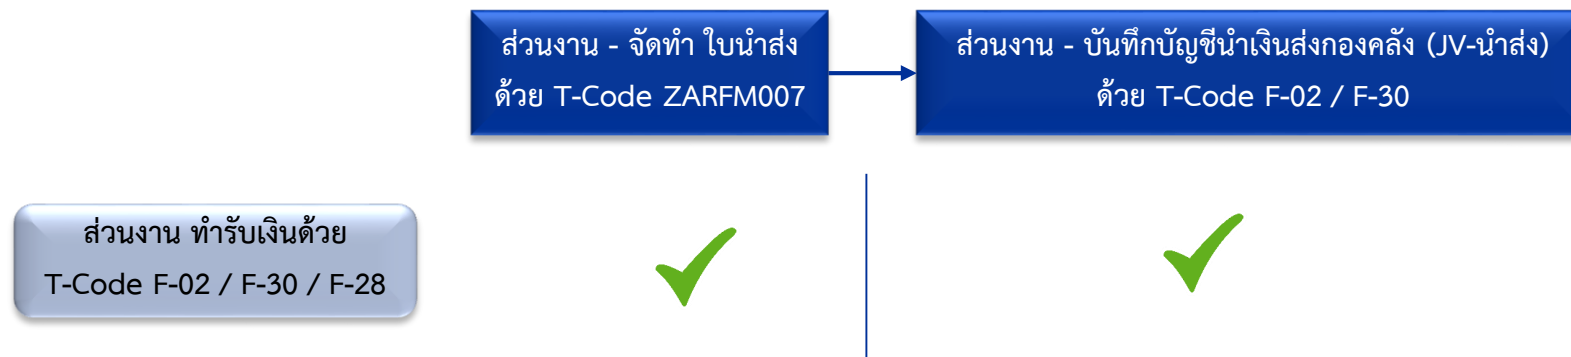 ส่วนงาน - จัดทำ ใบนำส่ง
ด้วย T-Code ZARFM007
ส่วนงาน - บันทึกบัญชีนำเงินส่งกองคลัง (JV-นำส่ง)
ด้วย T-Code F-02 / F-30
ส่วนงาน ทำรับเงินด้วย
T-Code F-02 / F-30 / F-28